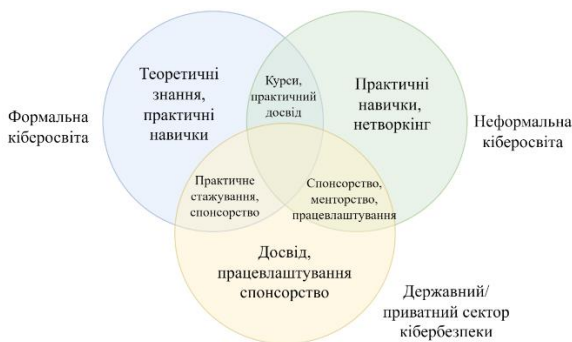 Теоретичні
знання,
практичні
навички
Курси,
практичний
досвід
Практичні
навички,
нетворкінг
Формальна
кіберосвіта
Неформальна
кіберосвіта
Практичне
стажування,
спонсорство
Спонсорство,
менторство,
працевлаштування
Досвід,
працевлаштування
спонсорство
Державний/
приватний сектор
кібербезпеки